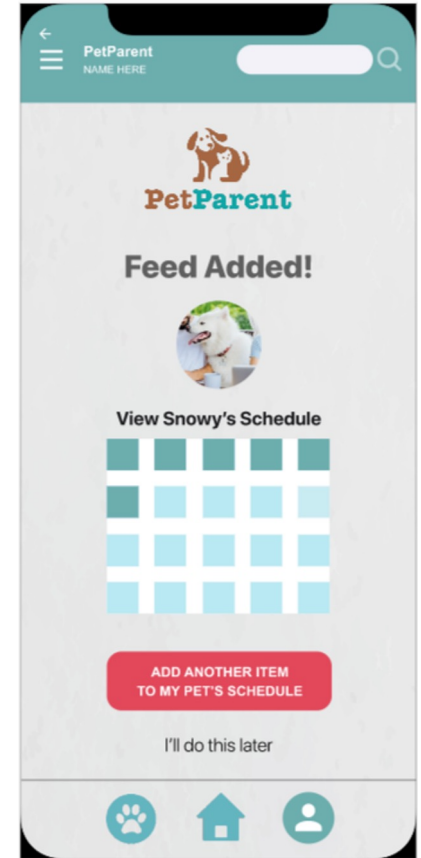 PetParent
NAME HERE
PetParent
Feed Added!
View Snowy's Schedule
ADD ANOTHER ITEM
TO MY PET'S SCHEDULE
I'll do this later